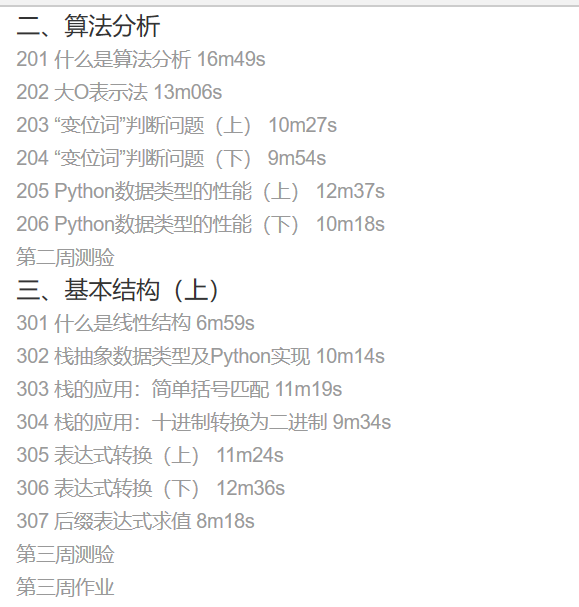 二、算法分析
201 什么是算法分析 16m49s
202 大O表示法 13m06s
203 “变位词”判断问题（上） 10m27s
204 “变位词”判断问题（下） 9m54s
205 Python数据类型的性能（上） 12m37s
206 Python数据类型的性能（下） 10m18s
第二周测验
三、基本结构（上）
301 什么是线性结构 6m59s
302 栈抽象数据类型及Python实现 10m14s
303 栈的应用：简单括号匹配 11m19s
304 栈的应用：十进制转换为二进制 9m34s
305 表达式转换（上） 11m24s
306 表达式转换（下） 12m36s
307 后缀表达式求值 8m18s
第三周测验
第三周作业